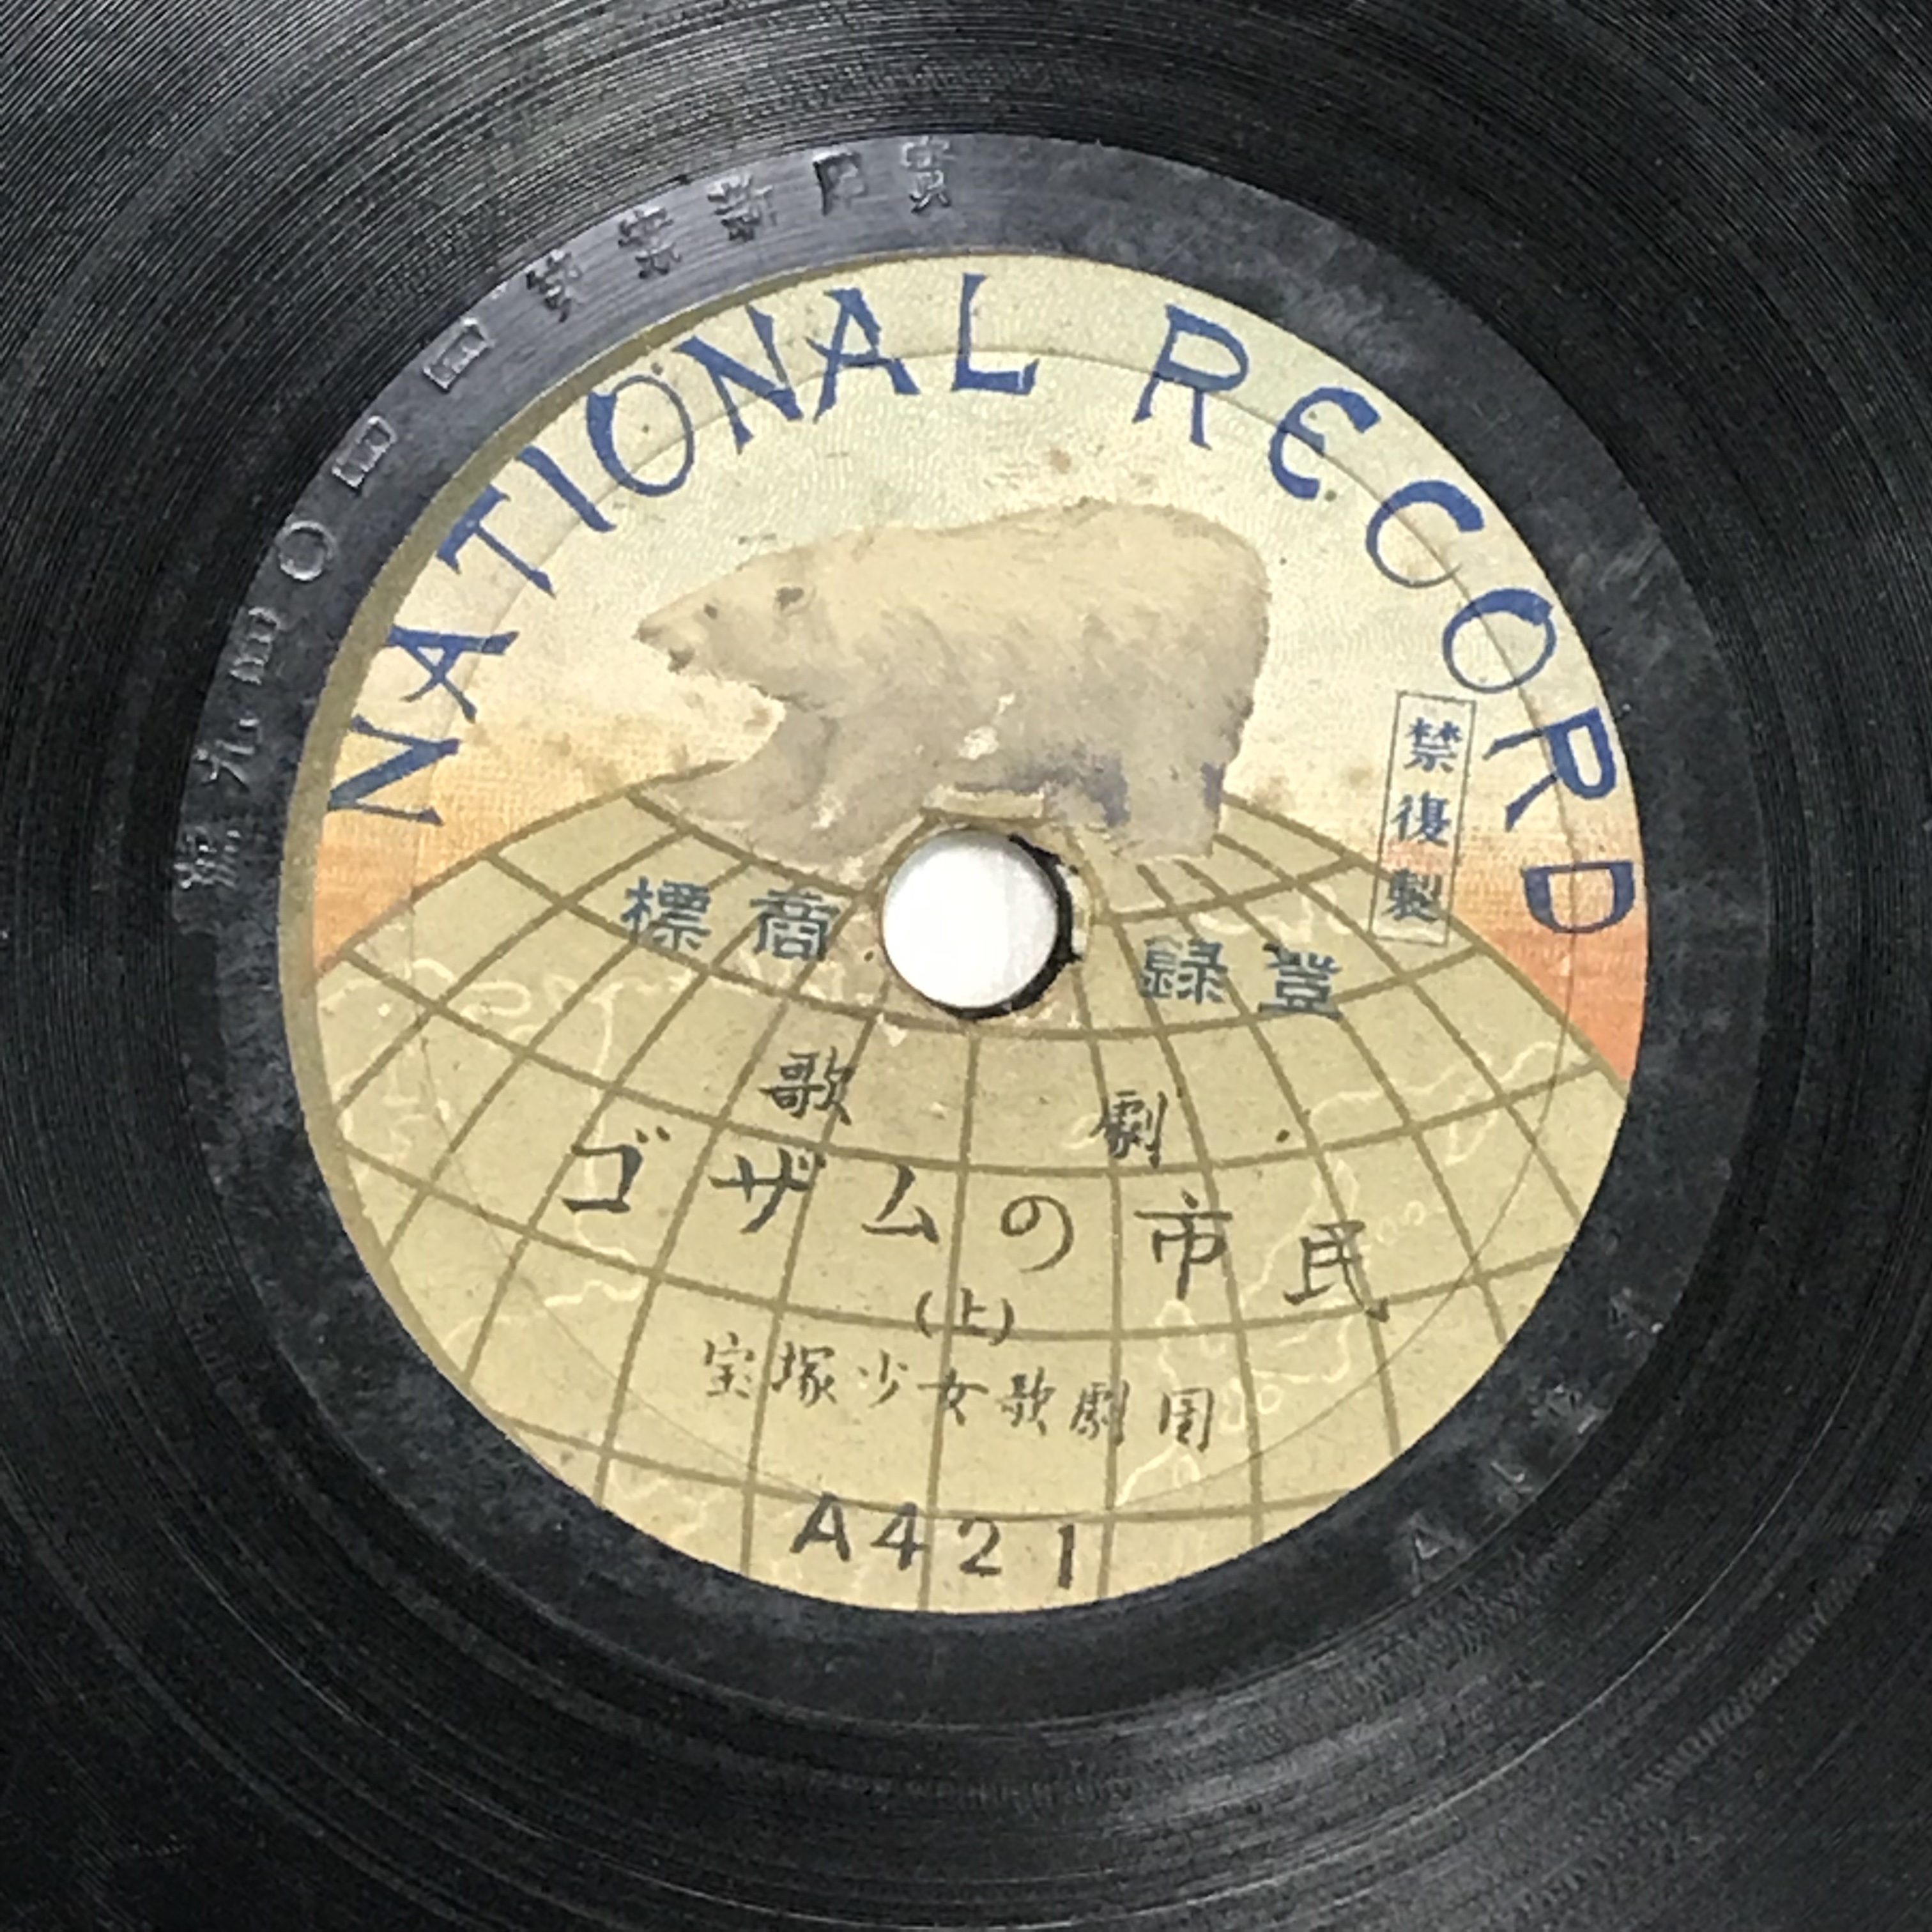 NATIONAL RECORD
禁復製
標商 録登
歌劇
ゴザムの市民
(上)
宝塚少女歌劇団
A421